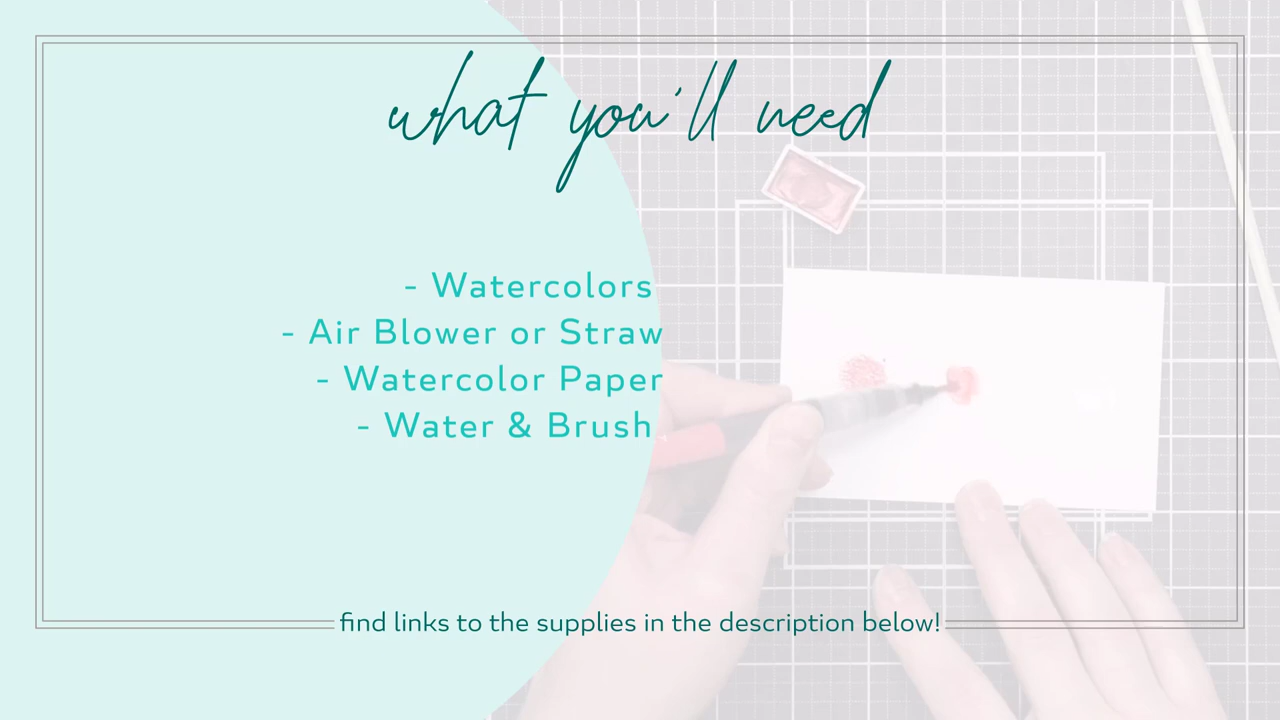 what you'll need
- Watercolors
- Air Blower or Straw
- Watercolor Paper
- Water & Brush
find links to the supplies in the description below!